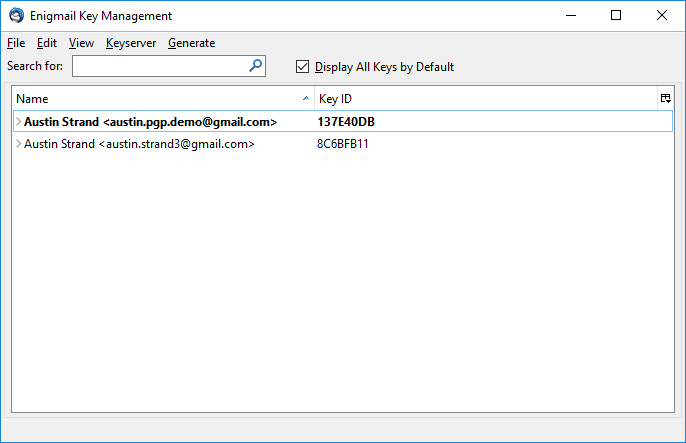 Enigmail Key Management
File Edit View Keyserver Generate
Search for: Display All Keys by Default
Name Key ID
Austin Strand <austin.pgp.demo@gmail.com> 137E40DB
Austin Strand <austin.strand3@gmail.com> 8C6BFB11